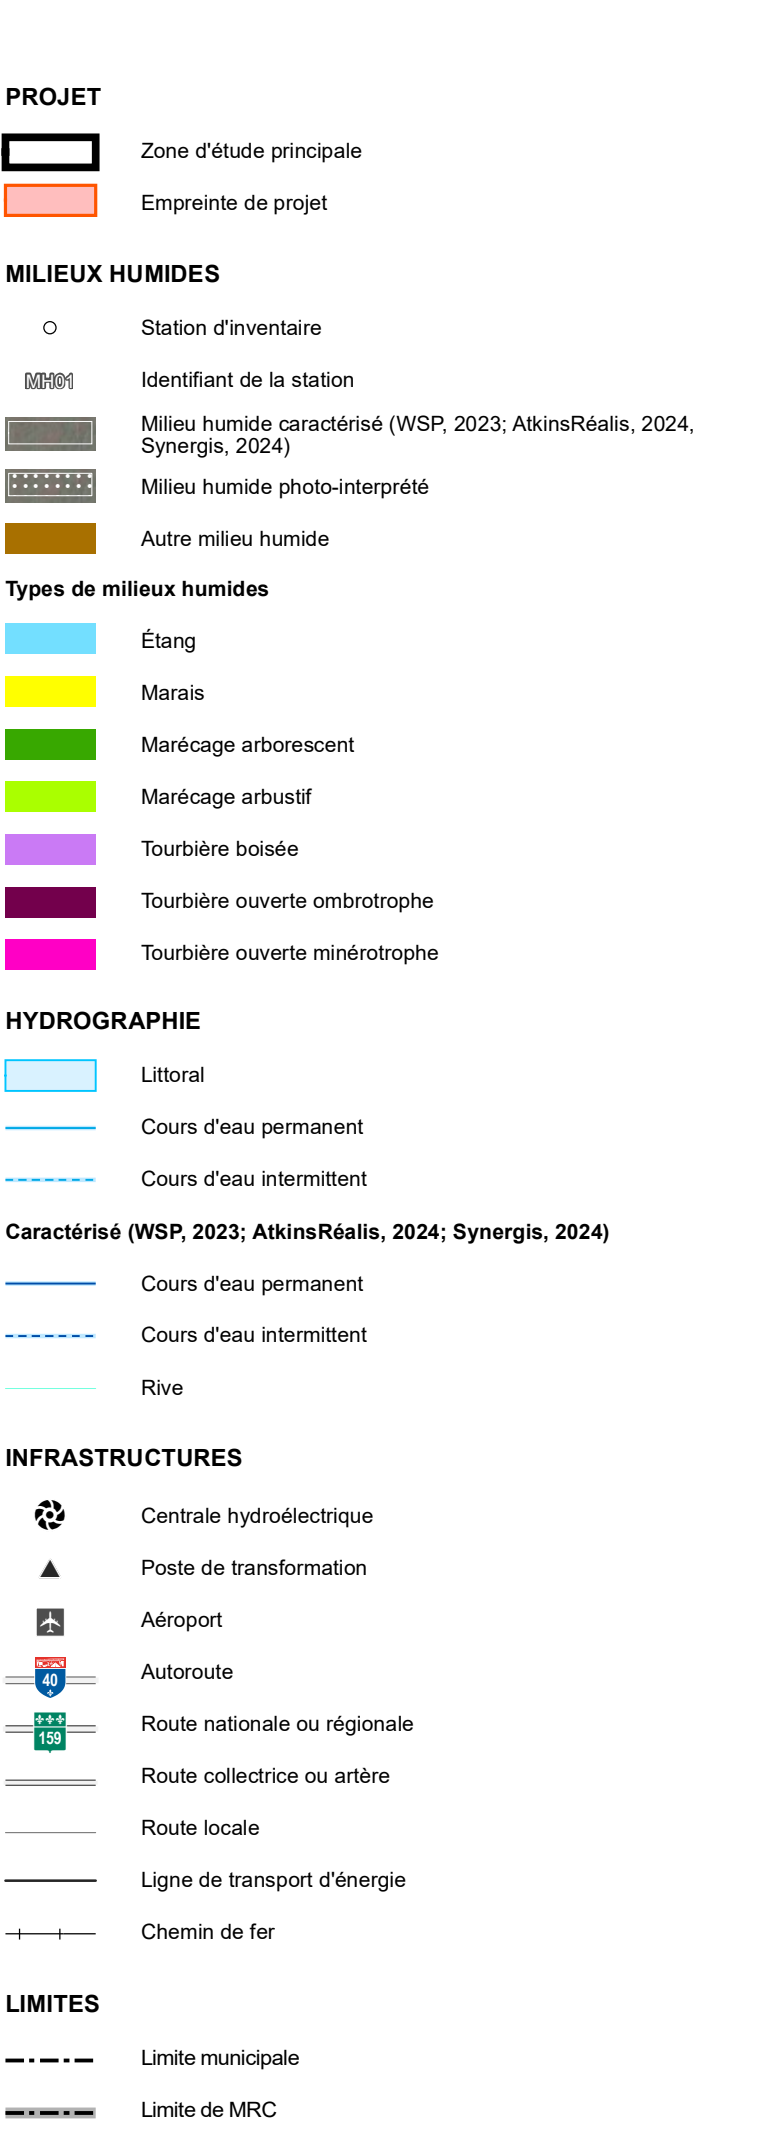 PROJET
Zone d'étude principale
Empreinte de projet
MILIEUX HUMIDES
Station d'inventaire
MH01 Identifiant de la station
Milieu humide caractérisé (WSP, 2023; AtkinsRéalis, 2024,
Synergis, 2024)
Milieu humide photo-interprété
Autre milieu humide
Types de milieux humides
Étang
Marais
Marécage arborescent
Marécage arbustif
Tourbière boisée
Tourbière ouverte ombrotrophe
Tourbière ouverte minérotrophe
HYDROGRAPHIE
Littoral
Cours d'eau permanent
Cours d'eau intermittent
Caractérisé (WSP, 2023; AtkinsRéalis, 2024; Synergis, 2024)
Cours d'eau permanent
Cours d'eau intermittent
Rive
INFRASTRUCTURES
Centrale hydroélectrique
Poste de transformation
Aéroport
40 Autoroute
159 Route nationale ou régionale
Route collectrice ou artère
Route locale
Ligne de transport d'énergie
Chemin de fer
LIMITES
Limite municipale
Limite de MRC